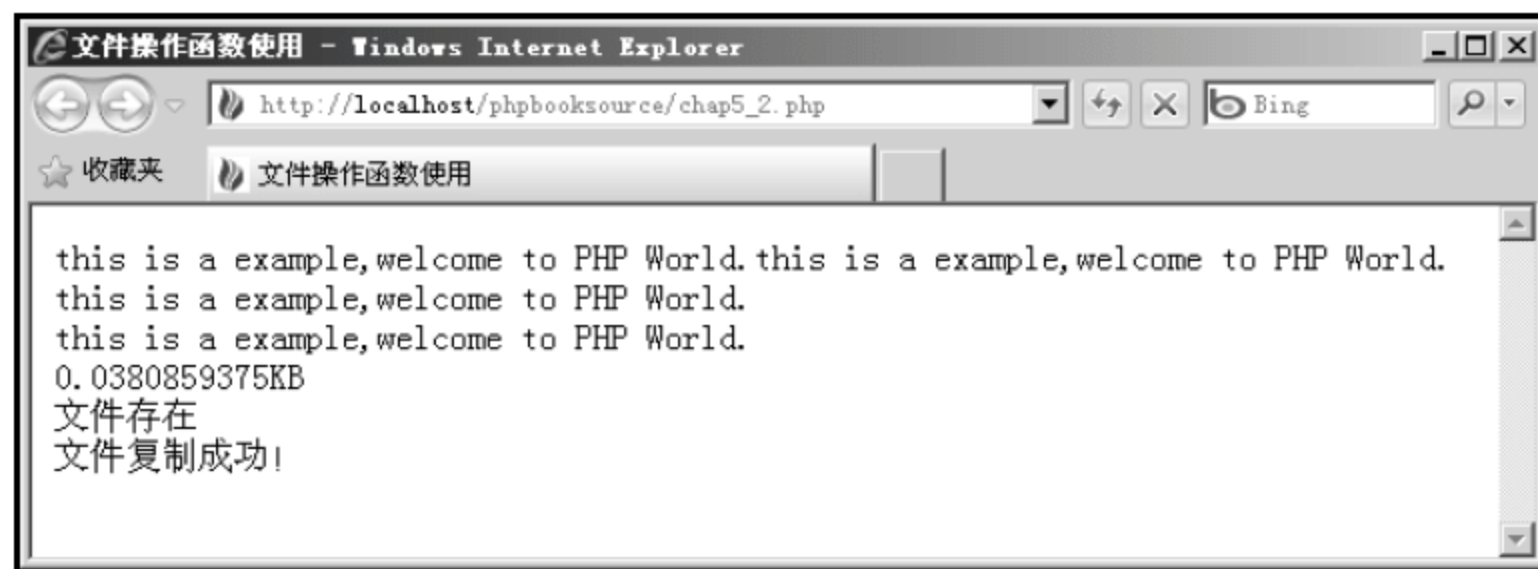 文件操作函数使用 - Windows Internet Explorer
http://localhost/phpbooksource/chap5_2.php
Bing
收藏夹
文件操作函数使用
this is a example,welcome to PHP World.this is a example,welcome to PHP World.
this is a example,welcome to PHP World.
this is a example,welcome to PHP World.
0.0380859375KB
文件存在
文件复制成功!